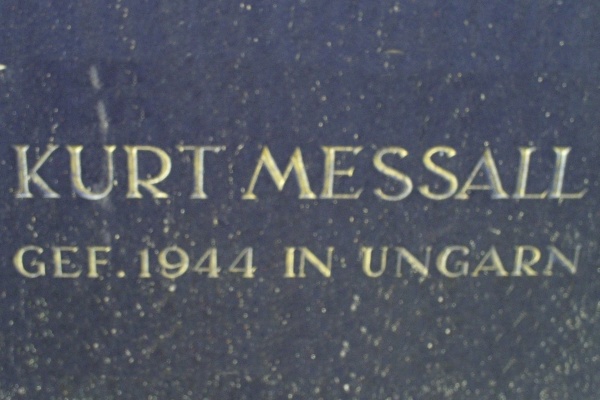 KURT MESSALL
GEF. 1944 IN UNGARN